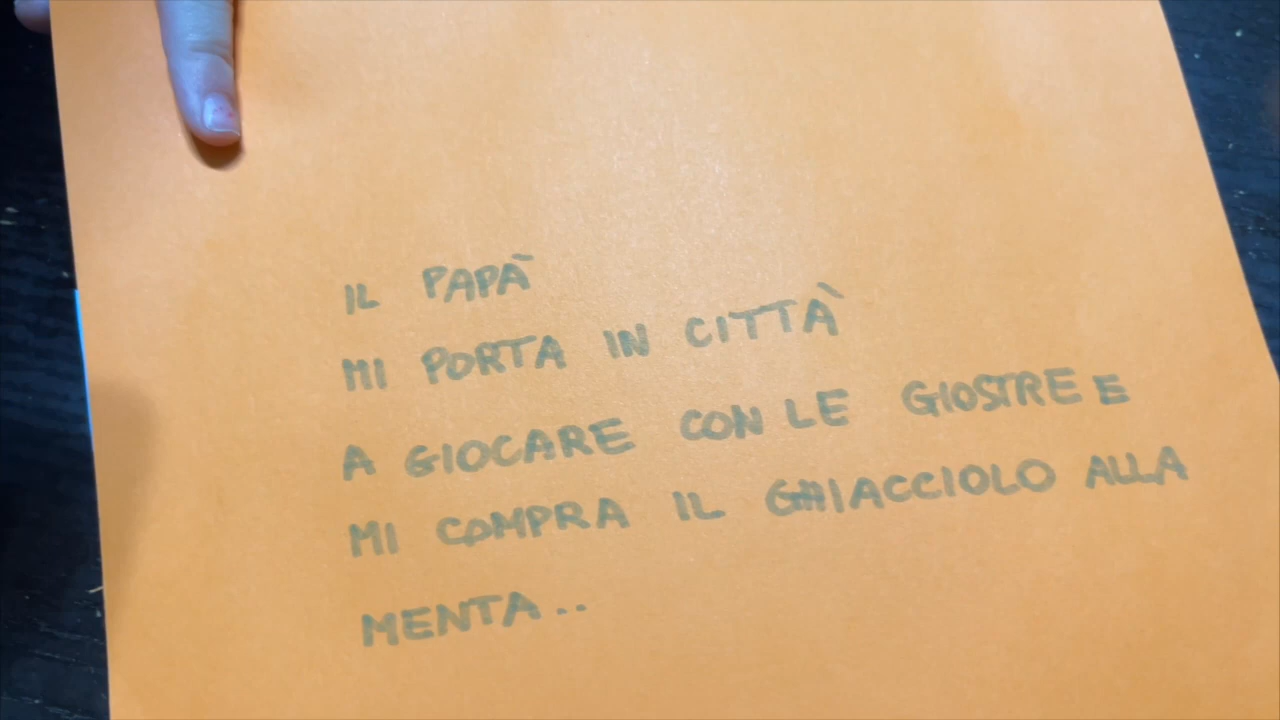 IL PAPÀ
MI PORTA IN CITTÀ
A GIOCARE CON LE GIOSTRE E
MI COMPRA IL GHIACCIOLO ALLA
MENTA..